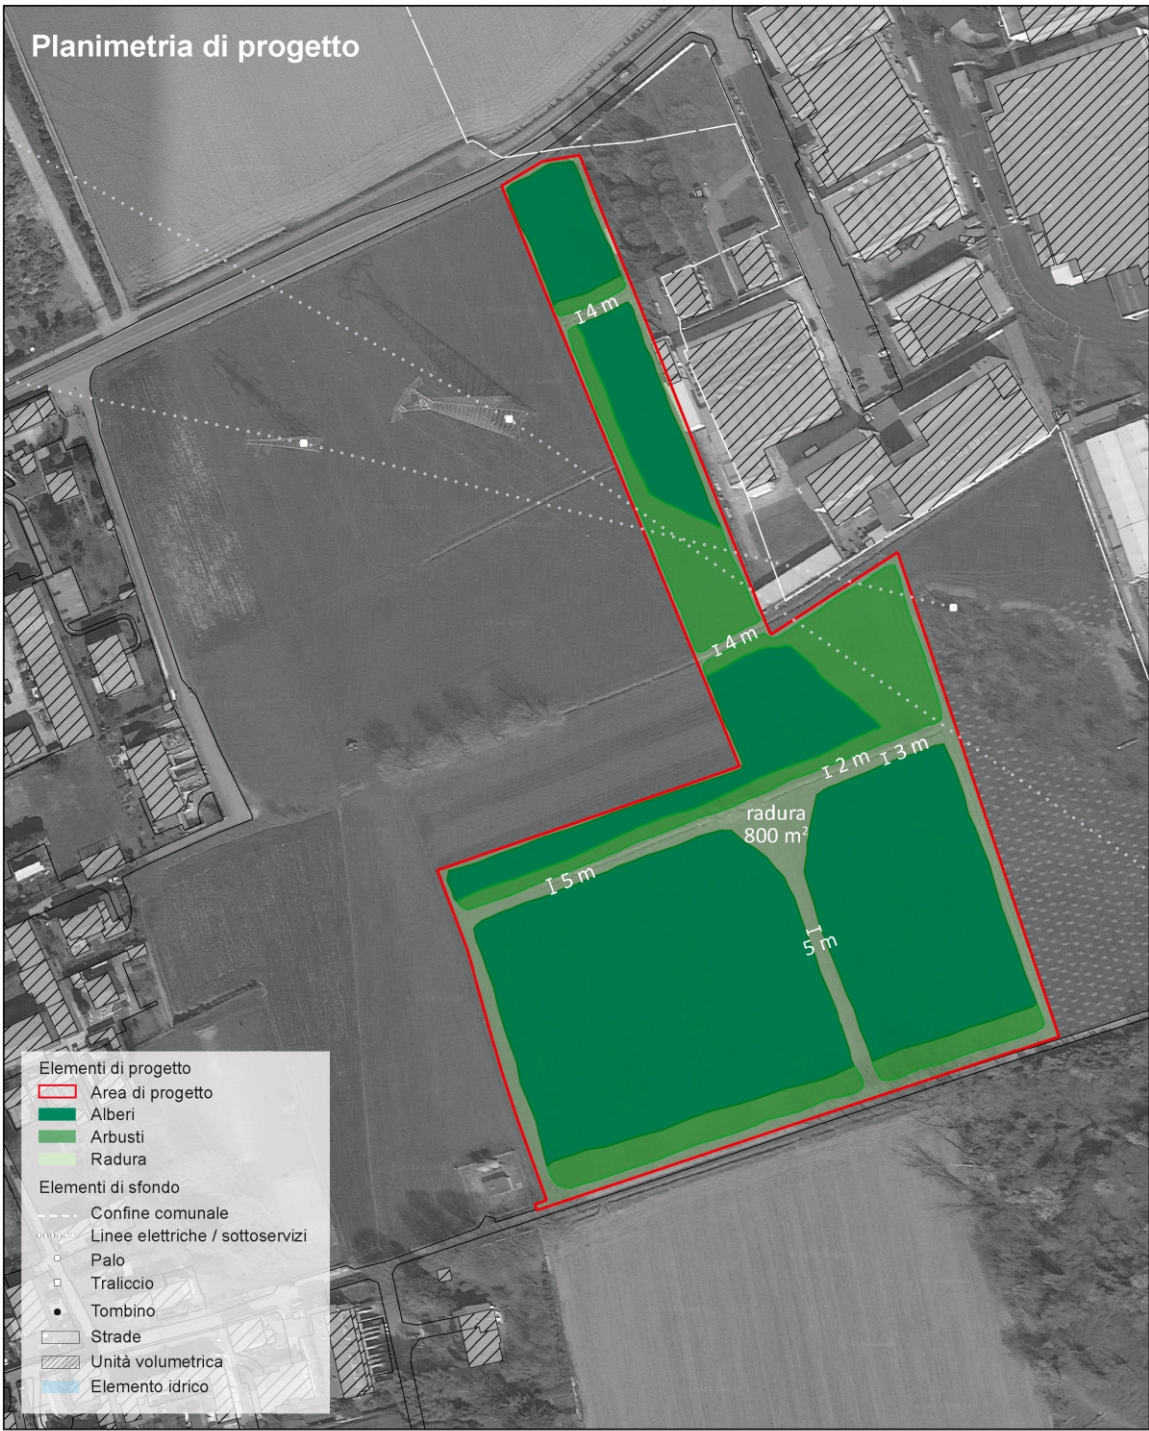 Planimetria di progetto
4 m
4 m
2 m
3 m
radura
800 m²
5 m
5 m
Elementi di progetto
Area di progetto
Alberi
Arbusti
Radura
Elementi di sfondo
Confine comunale
Linee elettriche / sottoservizi
Palo
Traliccio
Tombino
Strade
Unità volumetrica
Elemento idrico